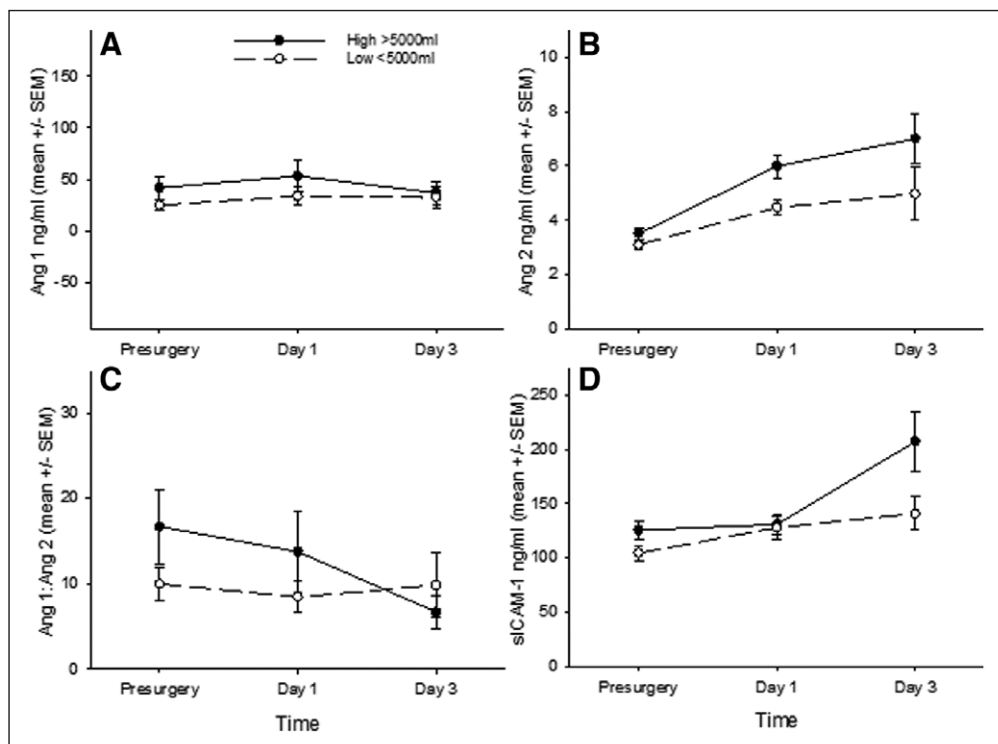 A
High >5000ml
Low <5000ml
Ang 1 ng/ml (mean +/- SEM)
150
100
50
0
-50
Presurgery Day 1 Day 3
B
Ang 2 ng/ml (mean +/- SEM)
10
8
6
4
2
0
Presurgery Day 1 Day 3
C
Ang 1:Ang 2 (mean +/- SEM)
30
20
10
0
Presurgery Day 1 Day 3
Time
D
sICAM-1 ng/ml (mean +/- SEM)
250
200
150
100
50
0
Presurgery Day 1 Day 3
Time